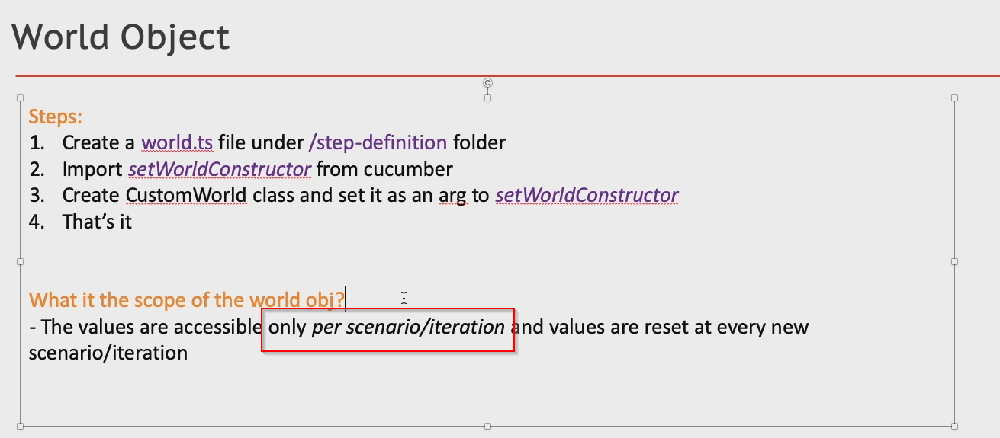 World Object
Steps:
1. Create a world.ts file under /step-definition folder
2. Import setWorldConstructor from cucumber
3. Create CustomWorld class and set it as an arg to setWorldConstructor
4. That’s it
What it the scope of the world obj?
- The values are accessible only per scenario/iteration and values are reset at every new
scenario/iteration